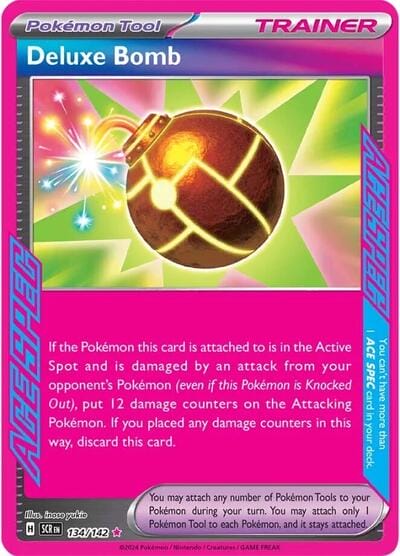 Pokémon Tool
TRAINER
Deluxe Bomb
ACE SPEC
ACE SPEC
You can't have more than
1 ACE SPEC card in your deck.
If the Pokémon this card is attached to is in the Active
Spot and is damaged by an attack from your
opponent's Pokémon (even if this Pokémon is Knocked
Out), put 12 damage counters on the Attacking
Pokémon. If you placed any damage counters in this
way, discard this card.
Illus. inose yukie
H SCR EN 134/142
You may attach any number of Pokémon Tools to your
Pokémon during your turn. You may attach only 1
Pokémon Tool to each Pokémon, and it stays attached.
©2024 Pokémon / Nintendo / Creatures / GAME FREAK